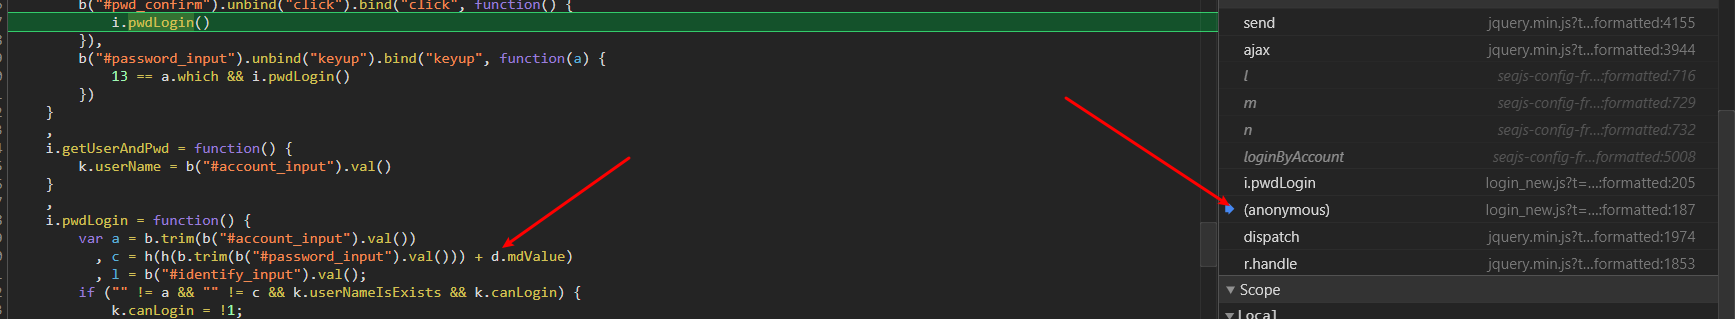 b("#pwd_confirm").unbind("click").bind("click", function() {
i.pwdLogin()
}),
b("#password_input").unbind("keyup").bind("keyup", function(a) {
13 == a.which && i.pwdLogin()
})
}
,
i.getUserAndPwd = function() {
k.userName = b("#account_input").val()
}
,
i.pwdLogin = function() {
var a = b.trim(b("#account_input").val())
, c = h(h(b.trim(b("#password_input").val())) + d.mdValue)
, l = b("#identify_input").val();
if ("" != a && "" != c && k.userNameIsExists && k.canLogin) {
k.canLogin = !1;
send jquery.min.js?t…formatted:4155
ajax jquery.min.js?t…formatted:3944
l seajs-config-fr…:formatted:716
m seajs-config-fr…:formatted:729
n seajs-config-fr…:formatted:732
loginByAccount seajs-config-fr…formatted:5008
i.pwdLogin login_new.js?t=…:formatted:205
(anonymous) login_new.js?t=…:formatted:187
dispatch jquery.min.js?t…formatted:1974
r.handle jquery.min.js?t…formatted:1853
Scope
Local